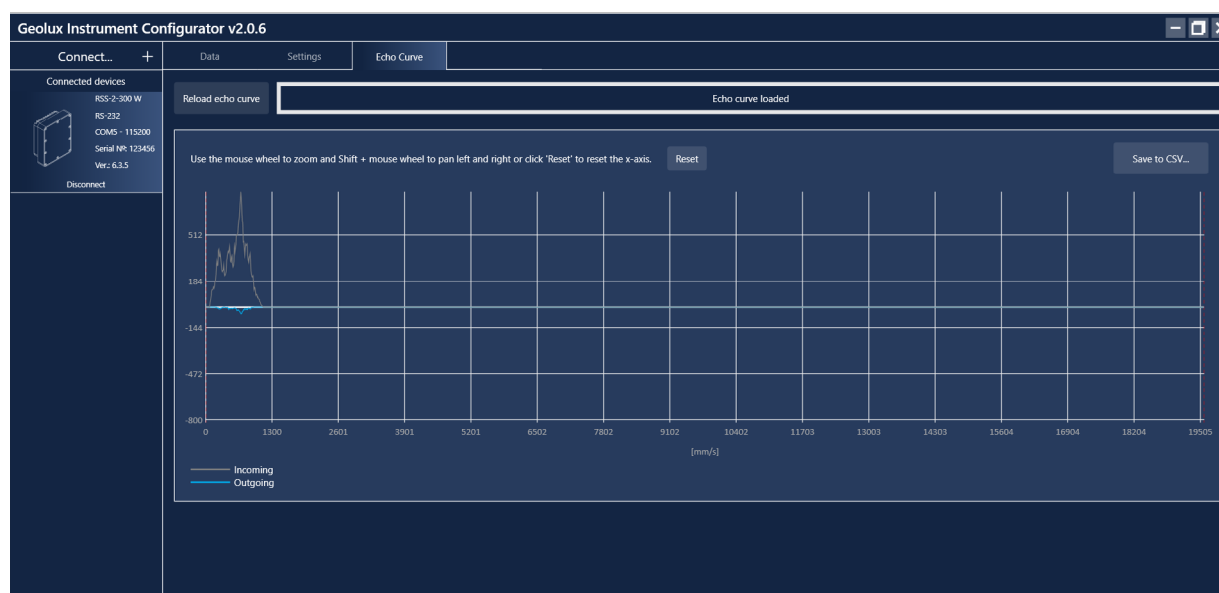 Geolux Instrument Configurator v2.0.6
Connect... +
Data Settings Echo Curve
Connected devices
RSS-2-300 W
RS-232
COM5 - 115200
Serial №: 123456
Ver.: 6.3.5
Disconnect
Reload echo curve
Echo curve loaded
Use the mouse wheel to zoom and Shift + mouse wheel to pan left and right or click 'Reset' to reset the x-axis.
Reset
Save to CSV...
512
184
-144
-472
-800
0 1300 2601 3901 5201 6502 7802 9102 10402 11703 13003 14303 15604 16904 18204 19505
[mm/s]
Incoming
Outgoing